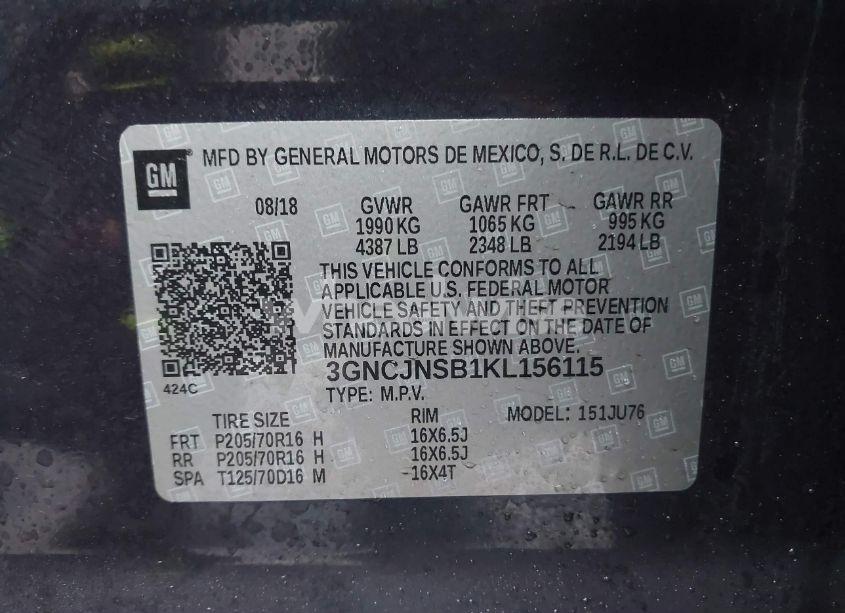 GM
MFD BY GENERAL MOTORS DE MEXICO, S. DE R.L. DE C.V.
08/18 GVWR GAWR FRT GAWR RR
1990 KG 1065 KG 995 KG
4387 LB 2348 LB 2194 LB
THIS VEHICLE CONFORMS TO ALL
APPLICABLE U.S. FEDERAL MOTOR
VEHICLE SAFETY AND THEFT PREVENTION
STANDARDS IN EFFECT ON THE DATE OF
MANUFACTURE SHOWN ABOVE.
3GNCJNSB1KL156115
424C
TYPE: M.P.V.
TIRE SIZE RIM MODEL: 151JU76
FRT P205/70R16 H 16X6.5J
RR P205/70R16 H 16X6.5J
SPA T125/70D16 M 16X4T